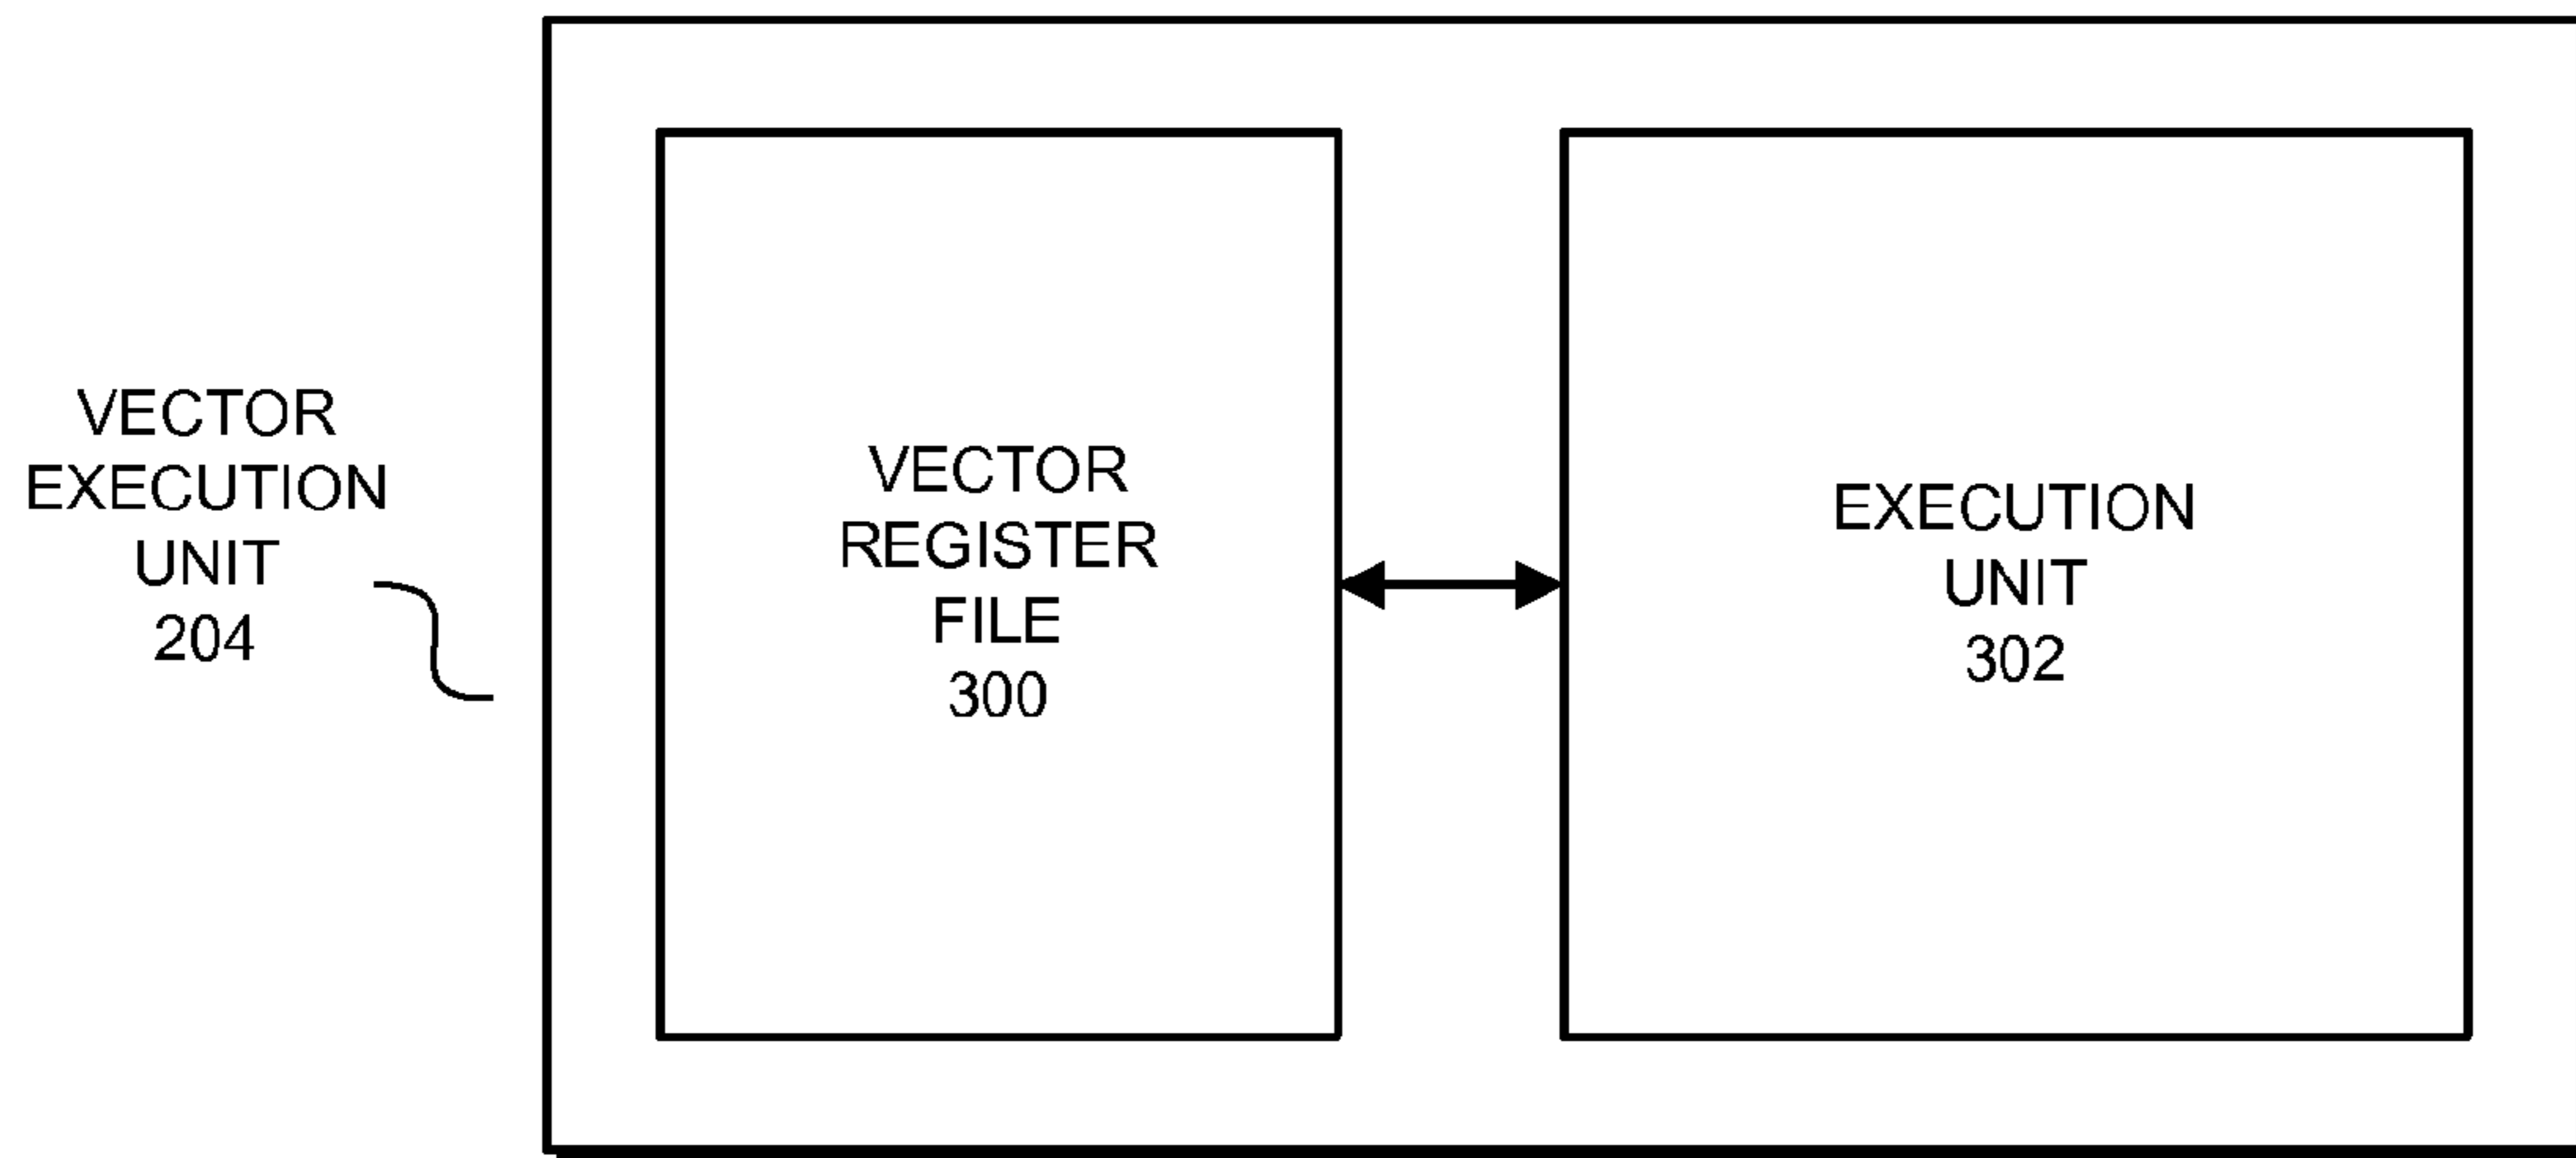 VECTOR
EXECUTION
UNIT
204
VECTOR
REGISTER
FILE
300
EXECUTION
UNIT
302